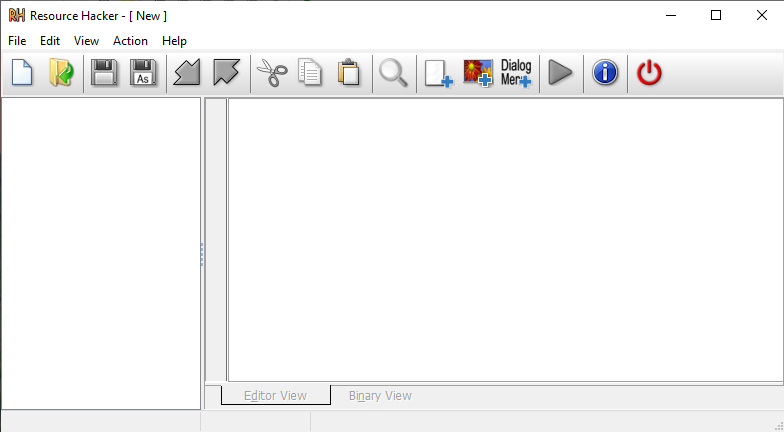 RH Resource Hacker - [ New ]
File Edit View Action Help
As
Dialog
Men
Editor View Binary View